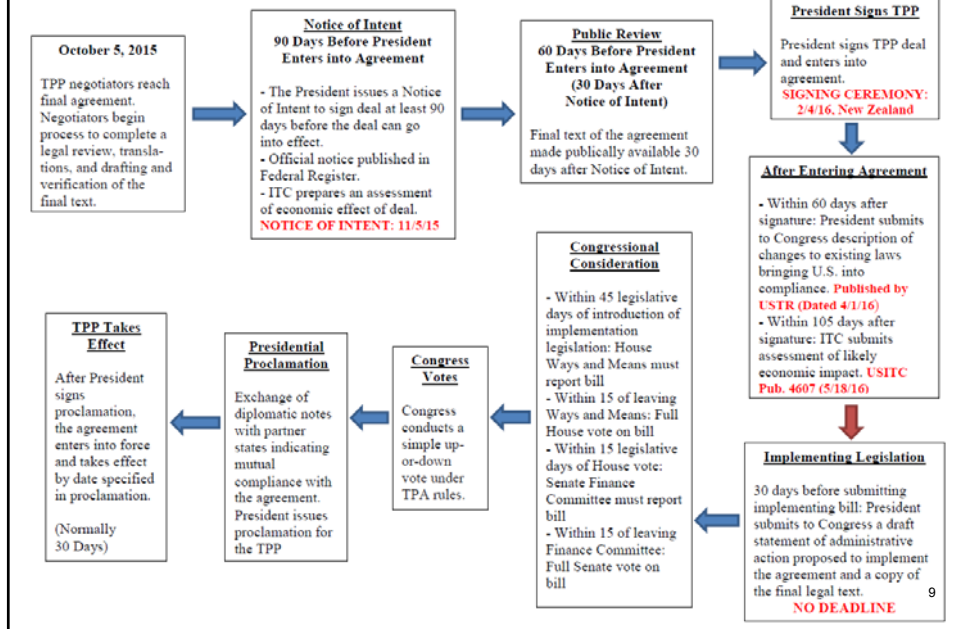 October 5, 2015
TPP negotiators reach
final agreement.
Negotiators begin
process to complete a
legal review, transla-
tions, and drafting and
verification of the
final text.
Notice of Intent
90 Days Before President
Enters into Agreement
- The President issues a Notice
of Intent to sign deal at least 90
days before the deal can go
into effect.
- Official notice published in
Federal Register.
- ITC prepares an assessment
of economic effect of deal.
NOTICE OF INTENT: 11/5/15
Public Review
60 Days Before President
Enters into Agreement
(30 Days After
Notice of Intent)
Final text of the agreement
made publically available 30
days after Notice of Intent.
President Signs TPP
President signs TPP deal
and enters into
agreement.
SIGNING CEREMONY:
2/4/16, New Zealand
After Entering Agreement
- Within 60 days after
signature: President submits
to Congress description of
changes to existing laws
bringing U.S. into
compliance. Published by
USTR (Dated 4/1/16)
- Within 105 days after
signature: ITC submits
assessment of likely
economic impact. USITC
Pub. 4607 (5/18/16)
Implementing Legislation
30 days before submitting
implementing bill: President
submits to Congress a draft
statement of administrative
action proposed to implement
the agreement and a copy of
the final legal text.
NO DEADLINE
Congressional
Consideration
- Within 45 legislative
days of introduction of
implementation
legislation: House
Ways and Means must
report bill
- Within 15 of leaving
Ways and Means: Full
House vote on bill
- Within 15 legislative
days of House vote:
Senate Finance
Committee must report
bill
- Within 15 of leaving
Finance Committee:
Full Senate vote on
bill
Congress
Votes
Congress
conducts a
simple up-
or-down
vote under
TPA rules.
Presidential
Proclamation
Exchange of
diplomatic notes
with partner
states indicating
mutual
compliance with
the agreement.
President issues
proclamation for
the TPP
TPP Takes
Effect
After President
signs
proclamation,
the agreement
enters into force
and takes effect
by date specified
in proclamation.
(Normally
30 Days)
9